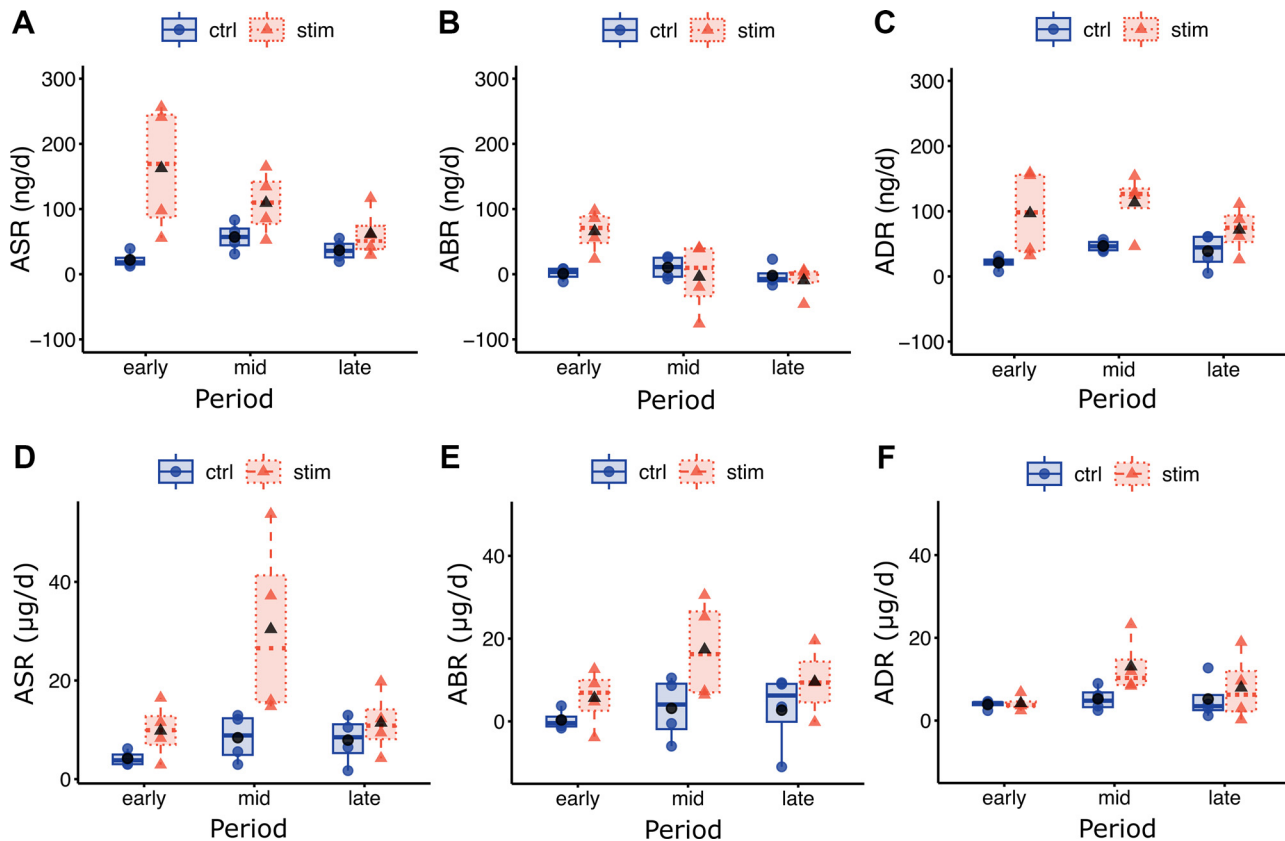 A
ctrl
stim
ASR (ng/d)
300
200
100
0
−100
early
mid
late
Period
B
ctrl
stim
ABR (ng/d)
300
200
100
0
−100
early
mid
late
Period
C
ctrl
stim
ADR (ng/d)
300
200
100
0
−100
early
mid
late
Period
D
ctrl
stim
ASR (µg/d)
40
20
0
early
mid
late
Period
E
ctrl
stim
ABR (µg/d)
40
20
0
early
mid
late
Period
F
ctrl
stim
ADR (µg/d)
40
20
0
early
mid
late
Period